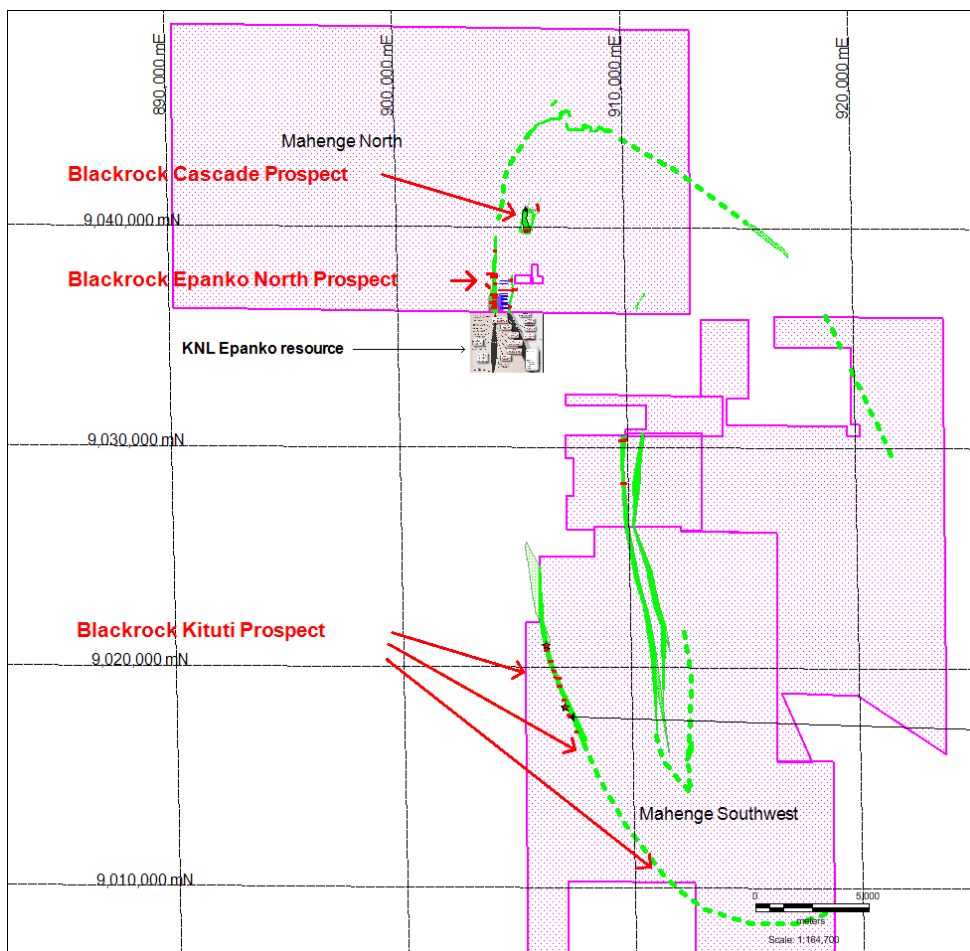 890,000 mE
900,000 mE
910,000 mE
920,000 mE
Mahenge North
Blackrock Cascade Prospect
9,040,000 mN
Blackrock Epanko North Prospect
KNL Epanko resource
9,030,000 mN
Blackrock Kituti Prospect
9,020,000 mN
Mahenge Southwest
9,010,000 mN
0
meters
Scale: 1:164,700